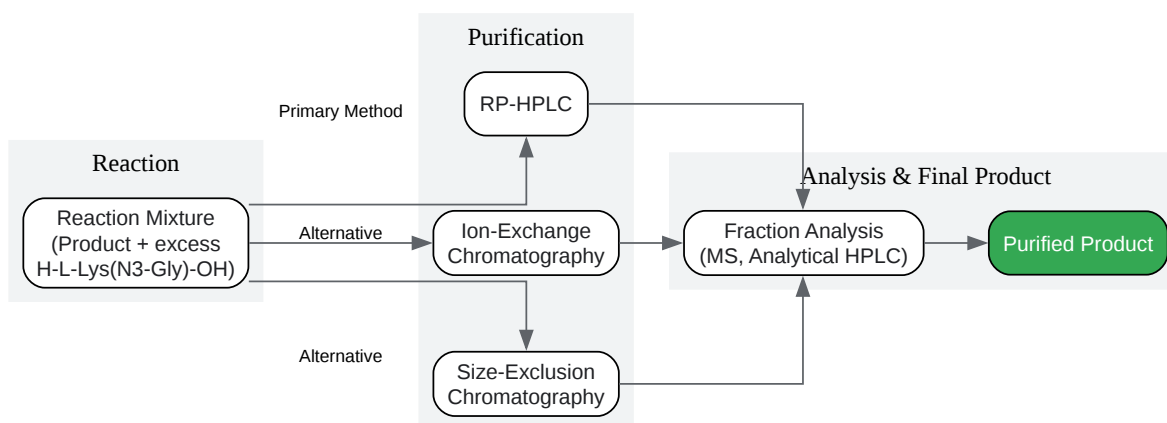 Purification
RP-HPLC
Primary Method
Reaction
Analysis & Final Product
Reaction Mixture
(Product + excess
H-L-Lys(N3-Gly)-OH)
Alternative
Ion-Exchange
Chromatography
Fraction Analysis
(MS, Analytical HPLC)
Purified Product
Alternative
Size-Exclusion
Chromatography